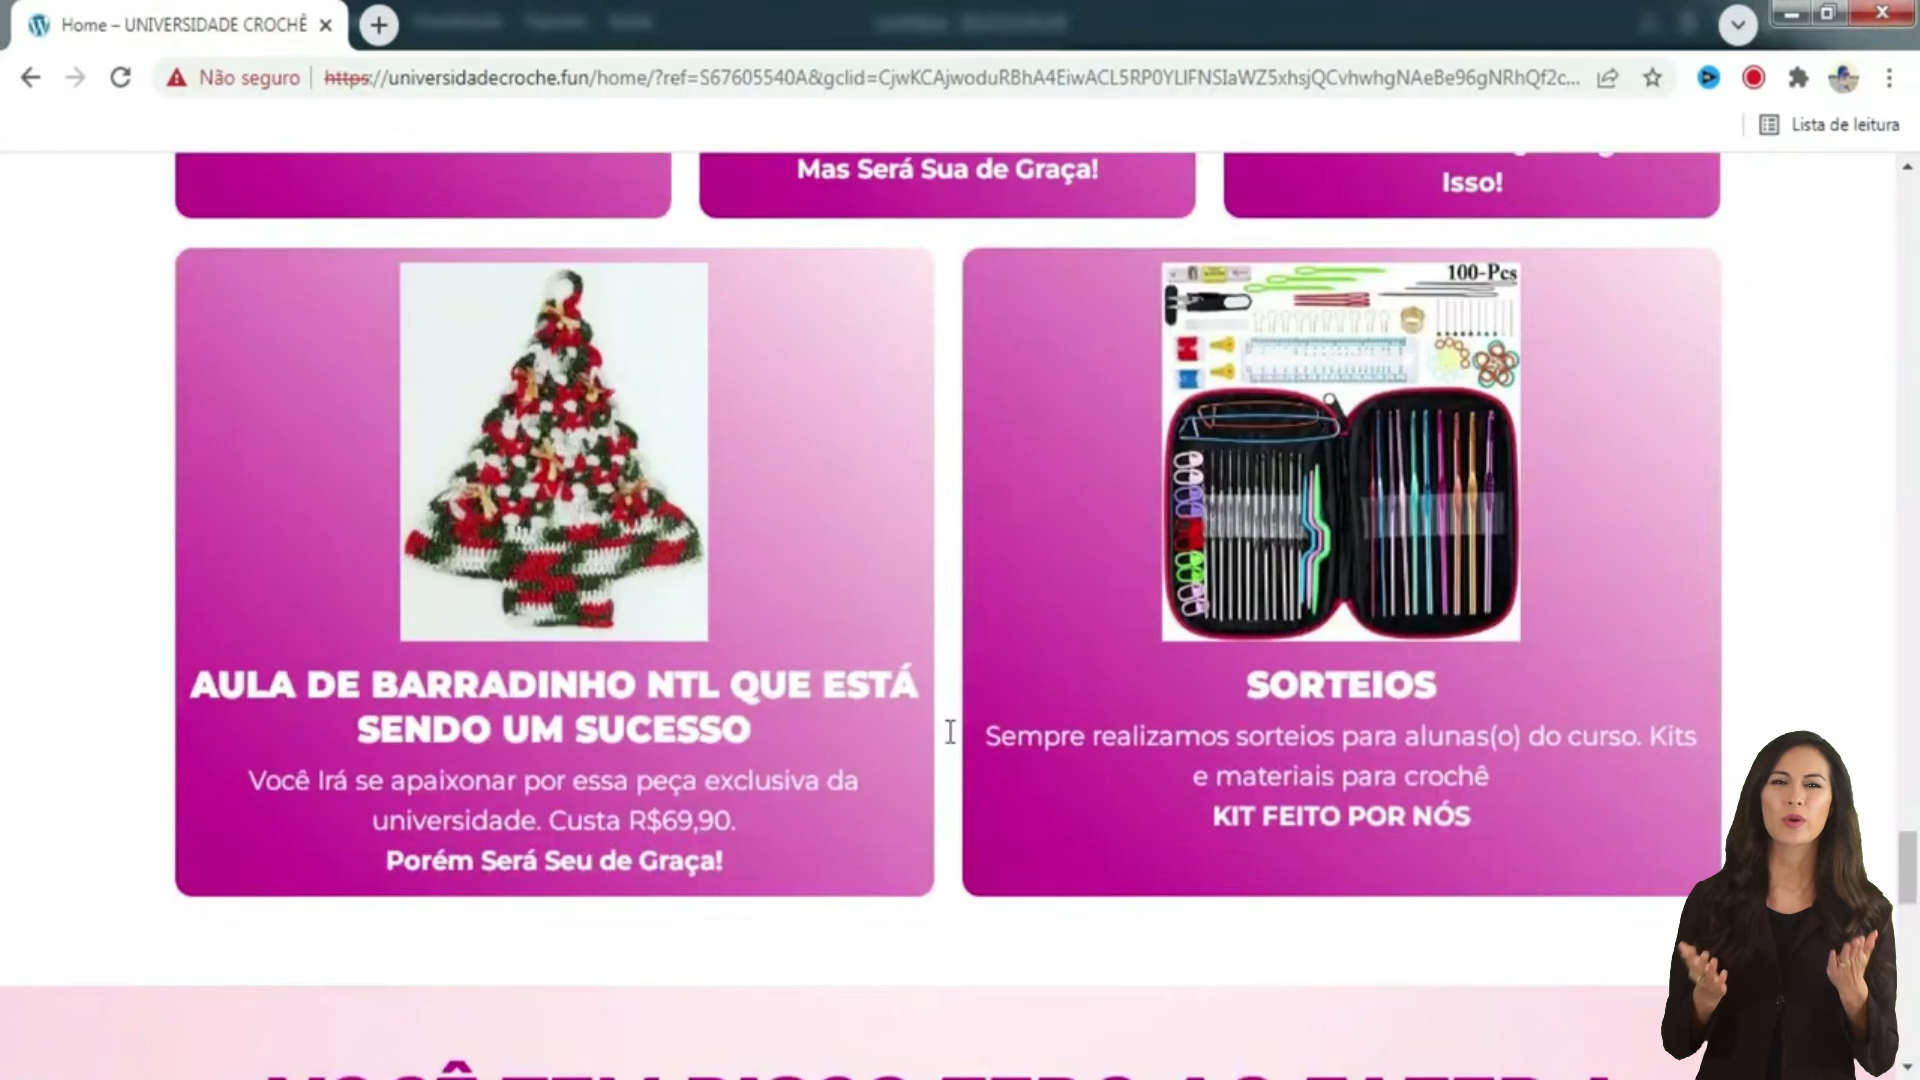 Home – UNIVERSIDADE CROCHÊ
Não seguro
https://universidadecroche.fun/home/?ref=S67605540A&gclid=CjwKCAjwoduRBhA4EiwACL5RP0YLlFNSIaWZ5xhsjQCvhwhgNAeBe96gNRhQf2c...
Lista de leitura
Mas Será Sua de Graça!
Isso!
100-Pcs
AULA DE BARRADINHO NTL QUE ESTÁ
SENDO UM SUCESSO
Você Irá se apaixonar por essa peça exclusiva da
universidade. Custa R$69,90.
Porém Será Seu de Graça!
SORTEIOS
Sempre realizamos sorteios para alunas(o) do curso. Kits
e materiais para crochê
KIT FEITO POR NÓS